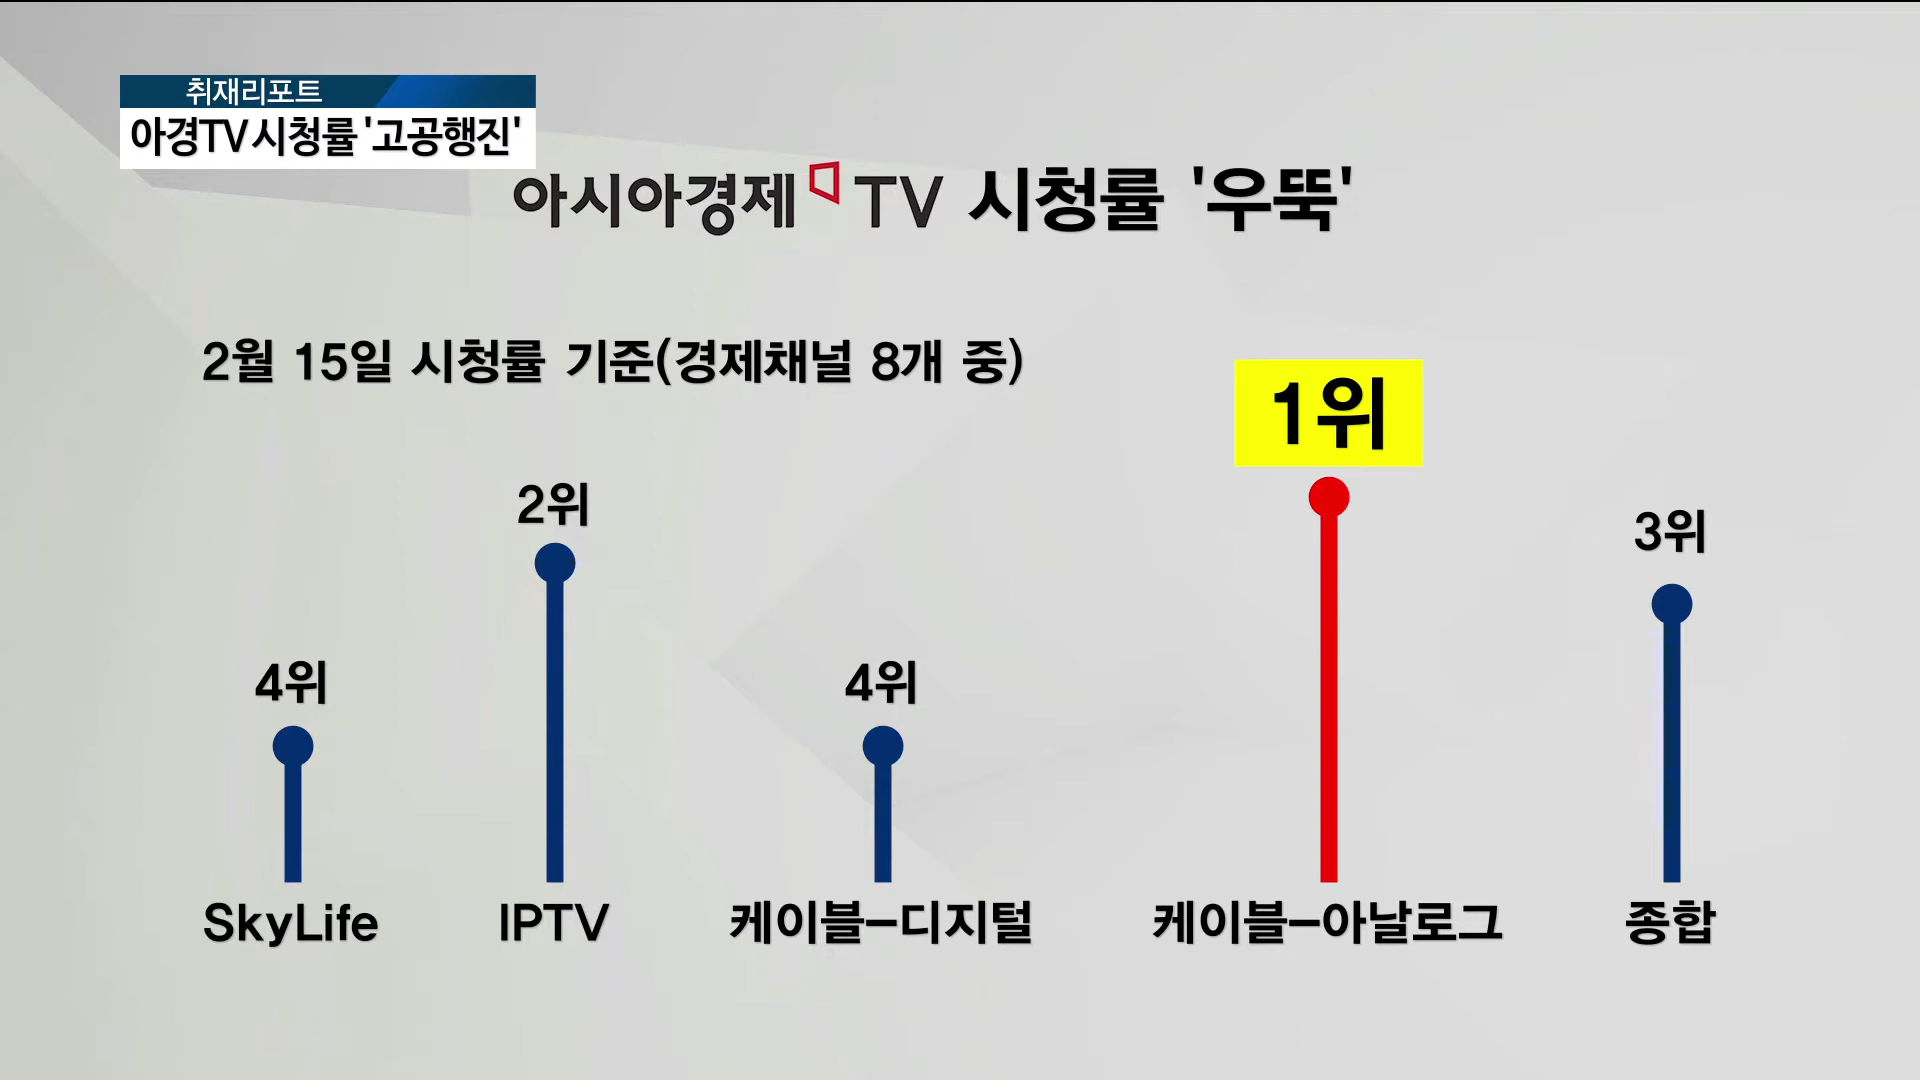 취재리포트
아경TV 시청률 '고공행진'
아시아경제 TV 시청률 '우뚝'
2월 15일 시청률 기준(경제채널 8개 중)
1위
2위
3위
4위
4위
SkyLife
IPTV
케이블-디지털
케이블-아날로그
종합